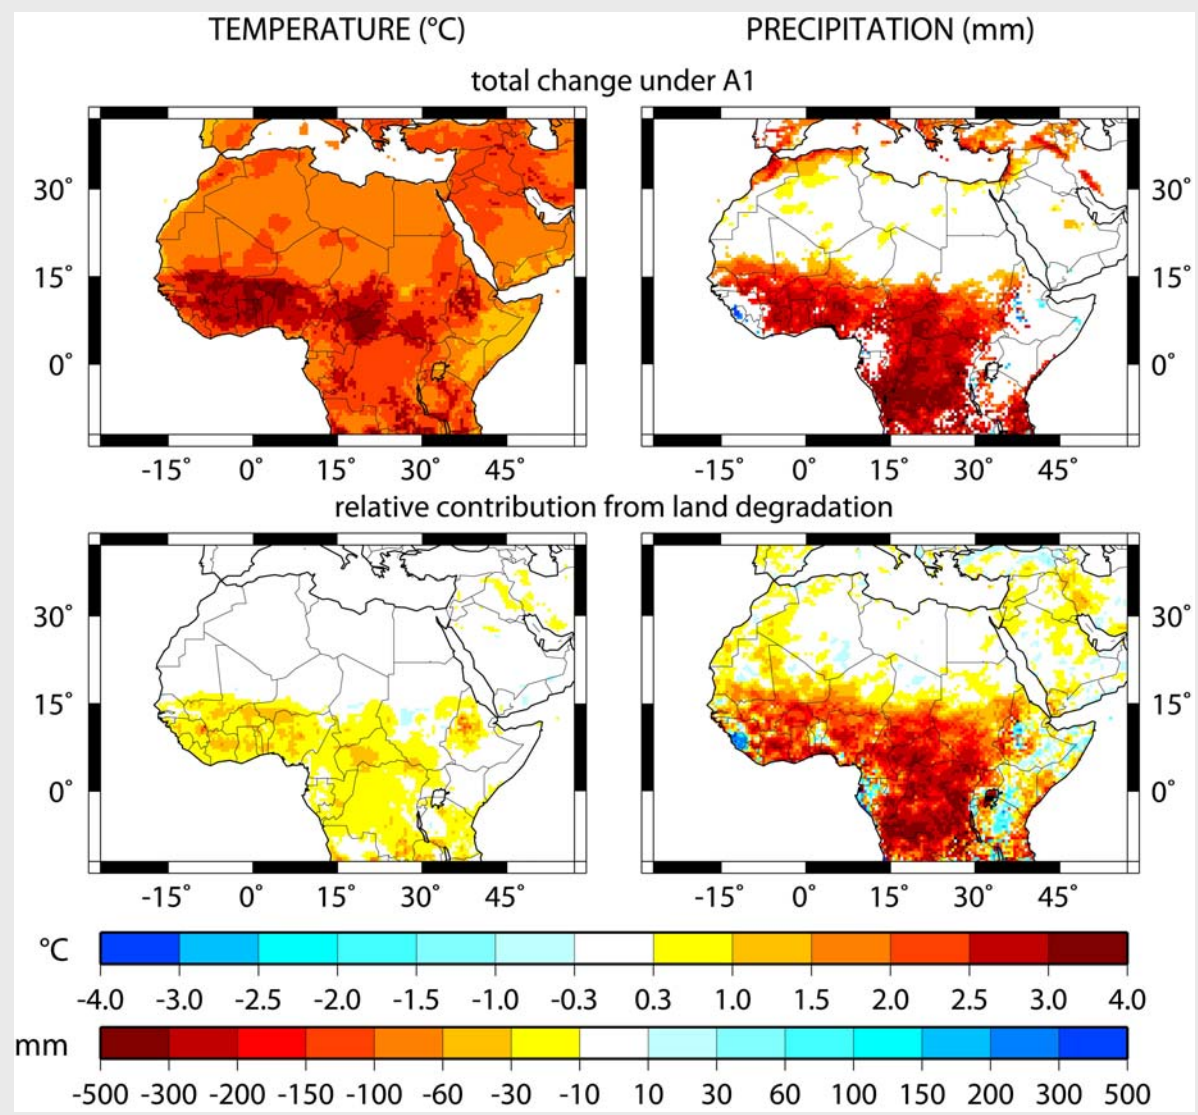 TEMPERATURE (°C) PRECIPITATION (mm)
total change under A1
30° 30°
15° 15°
0° 0°
-15° 0° 15° 30° 45° -15° 0° 15° 30° 45°
relative contribution from land degradation
30° 30°
15° 15°
0° 0°
-15° 0° 15° 30° 45° -15° 0° 15° 30° 45°
°C
-4.0 -3.0 -2.5 -2.0 -1.5 -1.0 -0.3 0.3 1.0 1.5 2.0 2.5 3.0 4.0
mm
-500 -300 -200 -150 -100 -60 -30 -10 10 30 60 100 150 200 300 500